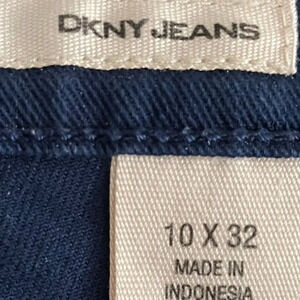 DKNY JEANS
10 X 32
MADE IN
INDONESIA